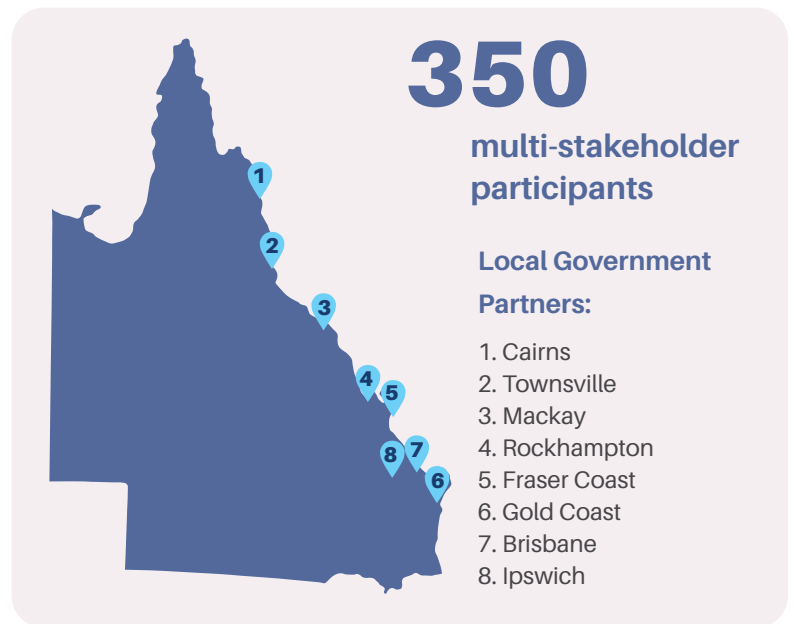 350
multi-stakeholder
participants
Local Government
Partners:
1. Cairns
2. Townsville
3. Mackay
4. Rockhampton
5. Fraser Coast
6. Gold Coast
7. Brisbane
8. Ipswich
1
2
3
4
5
8
7
6